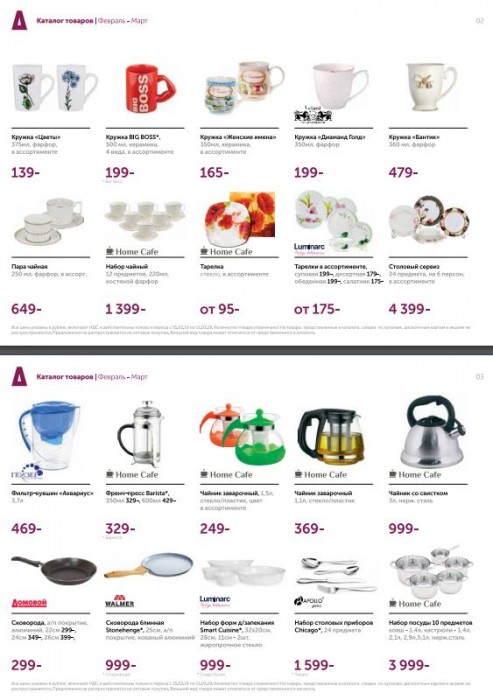 Каталог товаров | Февраль - Март
02
Кружка «Цветы»
375мл, фарфор,
в ассортименте
139-
Кружка BIG BOSS*,
500 мл, керамика,
4 вида, в ассортименте
199-
Кружка «Женские имена»
350мл, керамика,
в ассортименте
165-
Кружка «Диаманд Голд»
350мл, фарфор
199-
Кружка «Бантик»
360 мл, фарфор
479-
Пара чайная
250 мл, фарфор, в ассорт.
649-
Home Cafe
Набор чайный
12 предметов, 220мл,
костяной фарфор
1 399-
Home Cafe
Тарелка
стекло, в ассортименте
от 95-
Luminarc
Тарелки в ассортименте,
суповая 199-, десертная 179-,
обеденная 199-, салатник 175-
от 175-
Столовый сервиз
24 предмета, на 6 персон,
в ассортименте
4 399-
Каталог товаров | Февраль - Март
03
ГЕЙЗЕР
Фильтр-кувшин «Аквариус»
3,7л
469-
Home Cafe
Френч-пресс Barista*,
350мл 329-, 600мл 429-
329-
Home Cafe
Чайник заварочный, 1,5л,
стекло/пластик, цвет
в ассортименте
249-
Home Cafe
Чайник заварочный
1,1л, стекло/пластик
369-
Home Cafe
Чайник со свистком
3л, нерж. сталь
999-
ДОМОВОЙ
Сковорода, а/п покрытие,
алюминий, 22см 299-,
24см 349-, 26см 399-.
299-
WALMER
Сковорода блинная
Stonehenge*, 25см, а/п
покрытие, кованый алюминий
999-
Luminarc
Набор форм д/запекания
Smart Cuisine*, 32х20см,
28см, 11см - 2шт.
жаропрочное стекло
999-
APOLLO
Набор столовых приборов
Chicago*, 24 предмета
1 599-
Home Cafe
Набор посуды 10 предметов
ковш - 1,4л, кастрюли - 1,4л,
2,1л, 2,9л,5,1л, нерж.сталь
3 999-